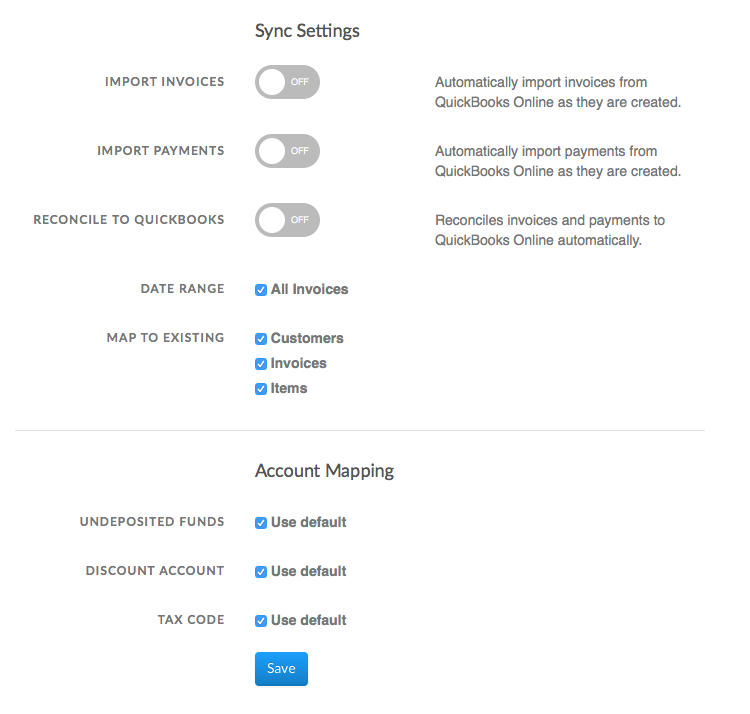 Sync Settings
IMPORT INVOICES OFF Automatically import invoices from
QuickBooks Online as they are created.
IMPORT PAYMENTS OFF Automatically import payments from
QuickBooks Online as they are created.
RECONCILE TO QUICKBOOKS OFF Reconciles invoices and payments to
QuickBooks Online automatically.
DATE RANGE All Invoices
MAP TO EXISTING Customers
Invoices
Items
Account Mapping
UNDEPOSITED FUNDS Use default
DISCOUNT ACCOUNT Use default
TAX CODE Use default
Save